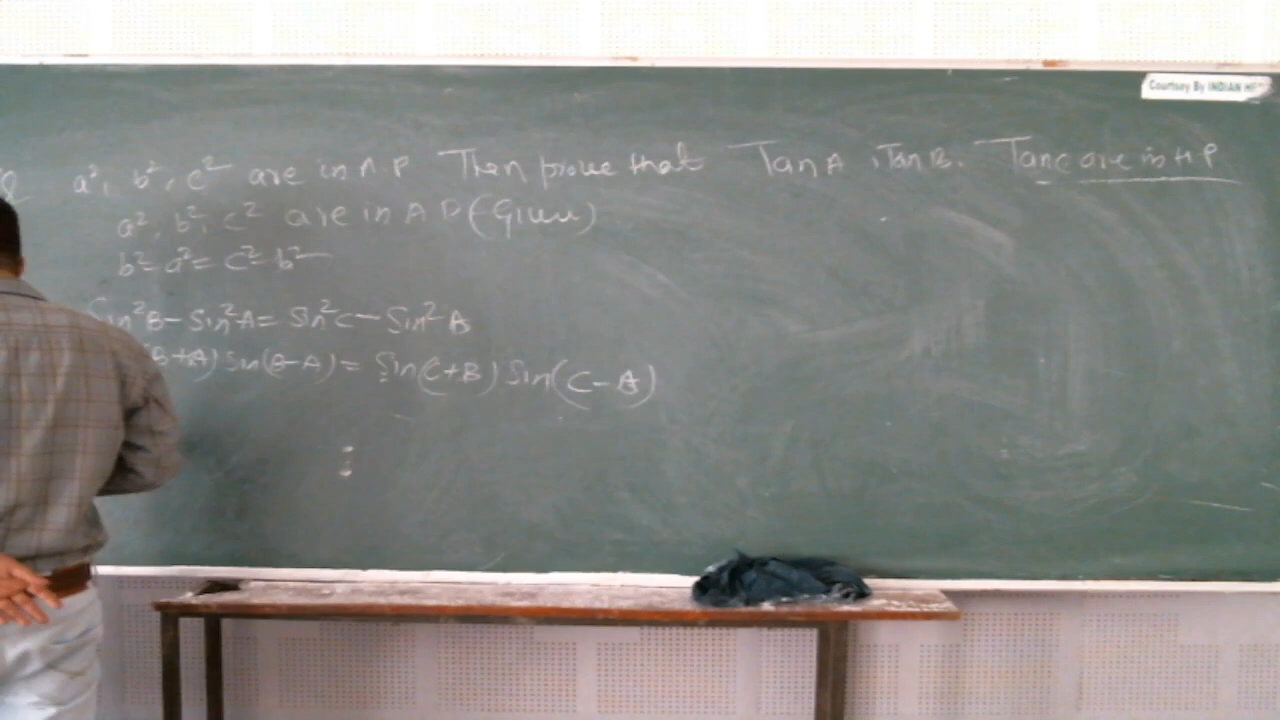 Courtesy By INDIAN
a², b², c² are in A P Then prove that Tan A , Tan B . Tan C are in H P
a², b², c² are in A P (Given)
b² - a² = c² - b²
Sin²B - Sin²A = Sin²C - Sin²B
(B+A) Sin(B-A) = Sin(C+B) Sin(C-A)